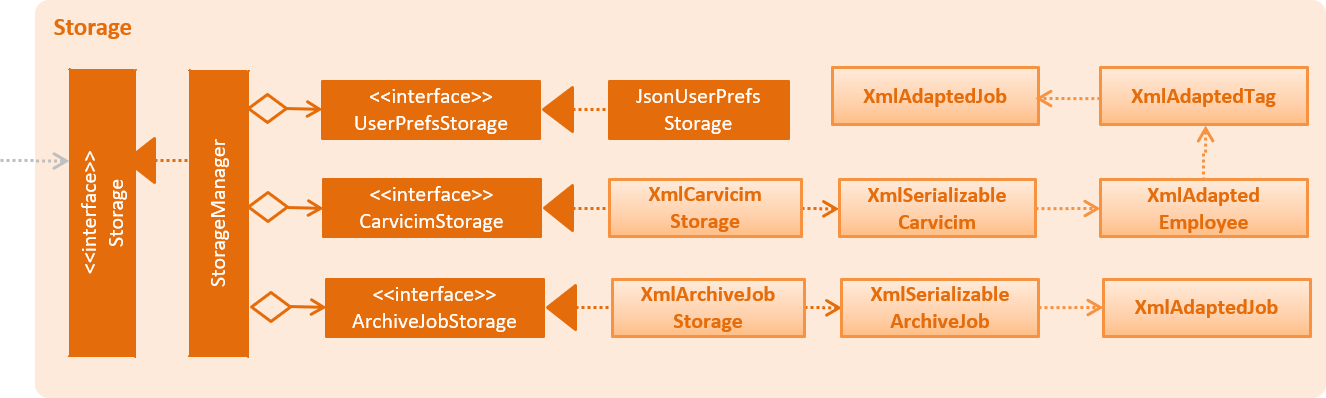 Storage
<<interface>>
Storage
StorageManager
<<interface>>
UserPrefsStorage
JsonUserPrefs
Storage
XmlAdaptedJob
XmlAdaptedTag
<<interface>>
CarvicimStorage
XmlCarvicim
Storage
XmlSerializable
Carvicim
XmlAdapted
Employee
<<interface>>
ArchiveJobStorage
XmlArchiveJob
Storage
XmlSerializable
ArchiveJob
XmlAdaptedJob